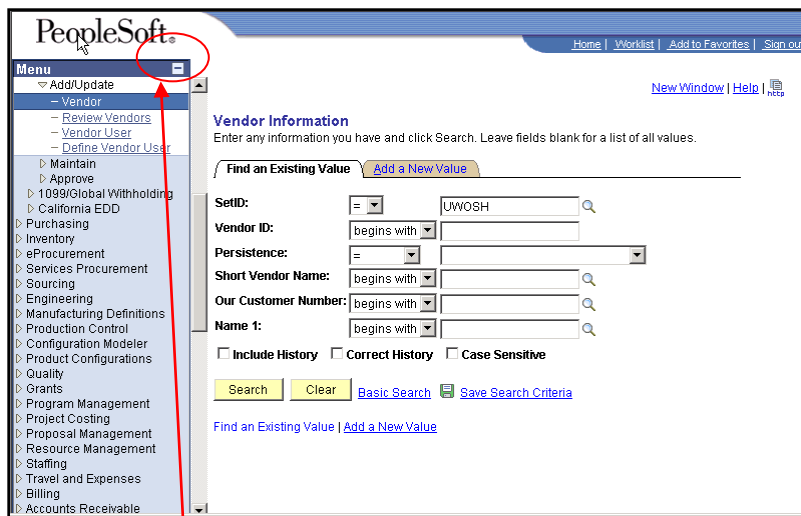 PeopleSoft®
Home | Worklist | Add to Favorites | Sign out
Menu
New Window | Help | http
Add/Update
– Vendor
– Review Vendors
– Vendor User
– Define Vendor User
Maintain
Approve
1099/Global Withholding
California EDD
Purchasing
Inventory
eProcurement
Services Procurement
Sourcing
Engineering
Manufacturing Definitions
Production Control
Configuration Modeler
Product Configurations
Quality
Grants
Program Management
Project Costing
Proposal Management
Resource Management
Staffing
Travel and Expenses
Billing
Accounts Receivable
Vendor Information
Enter any information you have and click Search. Leave fields blank for a list of all values.
Find an Existing Value Add a New Value
SetID: = UWOSH
Vendor ID: begins with
Persistence: =
Short Vendor Name: begins with
Our Customer Number: begins with
Name 1: begins with
Include History Correct History Case Sensitive
Search Clear Basic Search Save Search Criteria
Find an Existing Value | Add a New Value